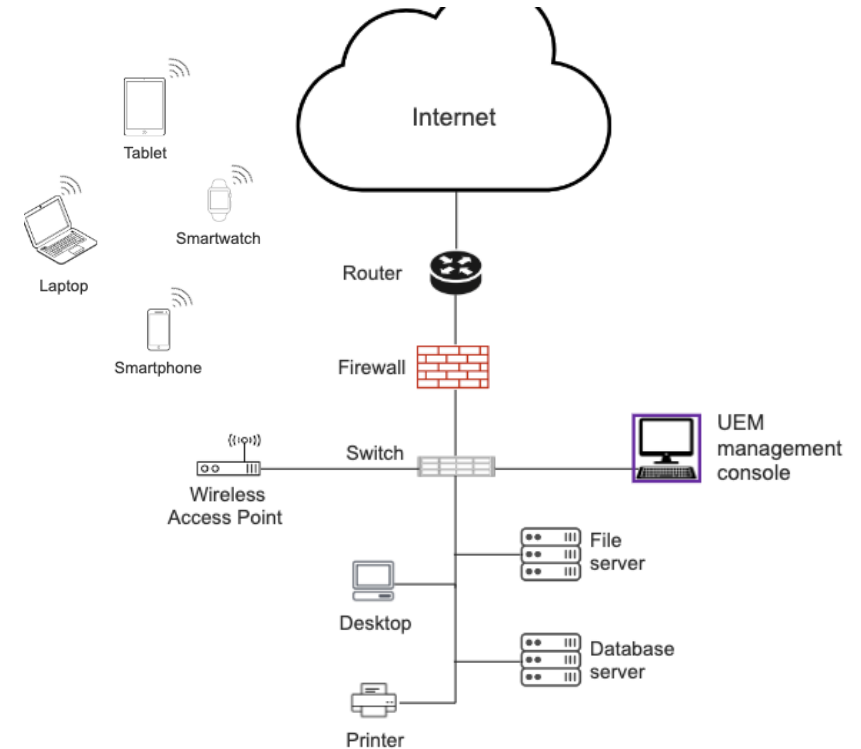 Internet
Tablet
Smartwatch
Laptop
Router
Smartphone
Firewall
Switch
UEM
management
console
Wireless
Access Point
File
server
Desktop
Database
server
Printer